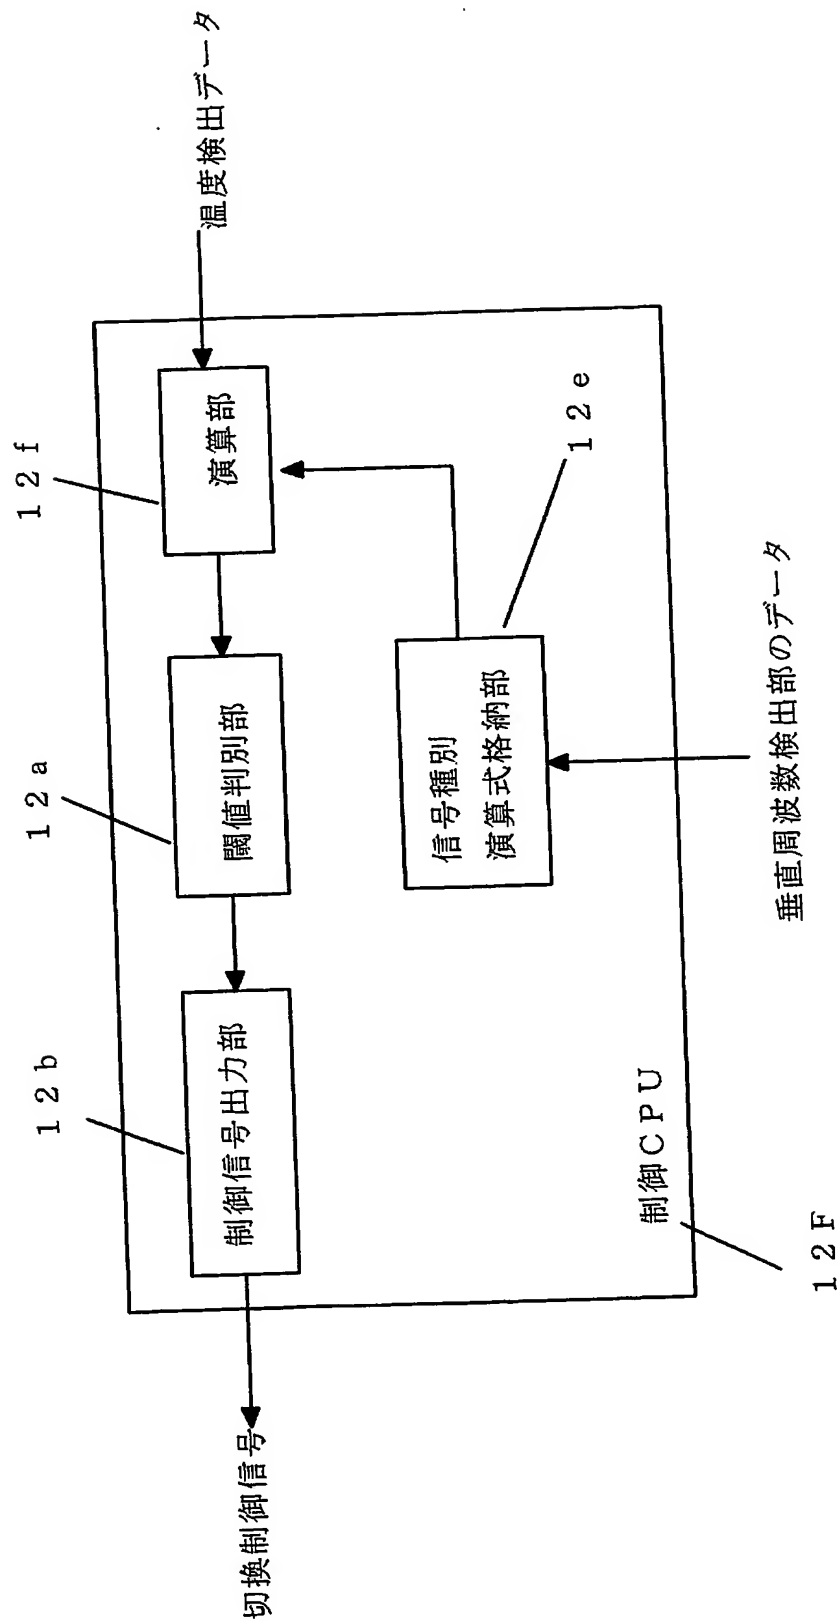 １２ｂ
１２ａ
１２ｆ
切換制御信号
制御信号出力部
閾値判別部
演算部
温度検出データ
信号種別
演算式格納部
１２ｅ
制御ＣＰＵ
１２Ｆ
垂直周波数検出部のデータ